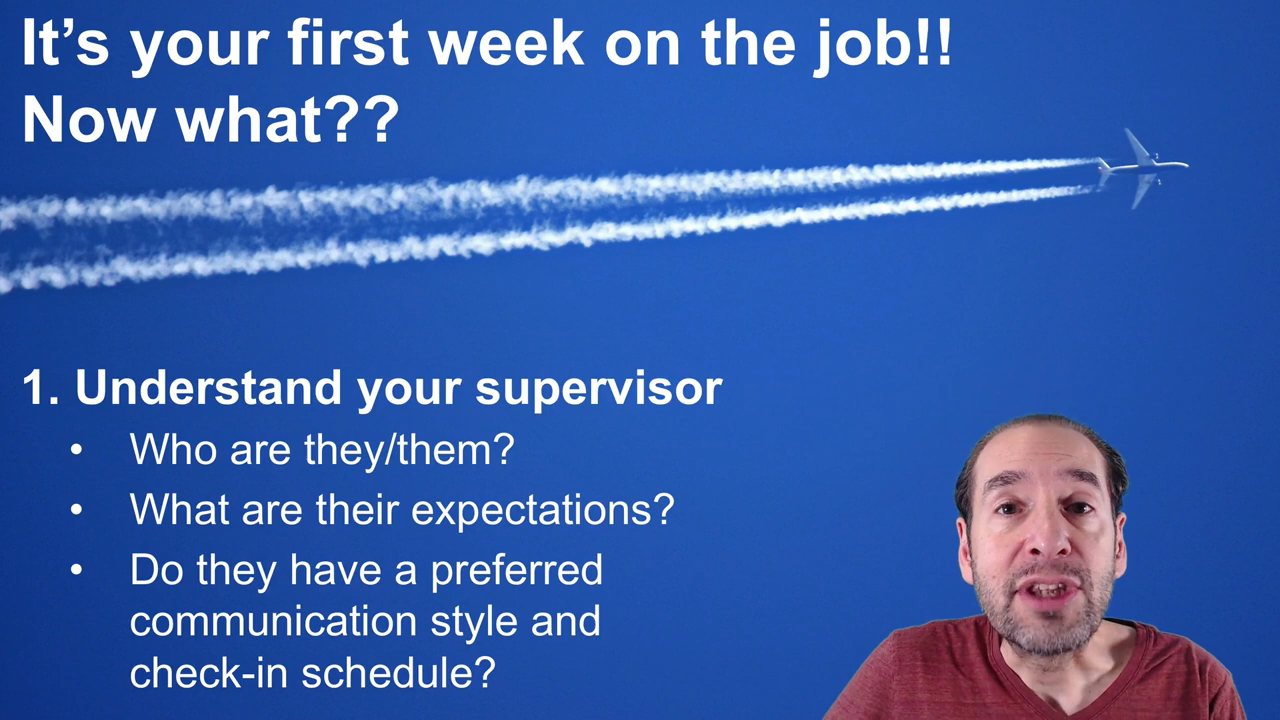 It’s your first week on the job!!
Now what??
1. Understand your supervisor
• Who are they/them?
• What are their expectations?
• Do they have a preferred
communication style and
check-in schedule?